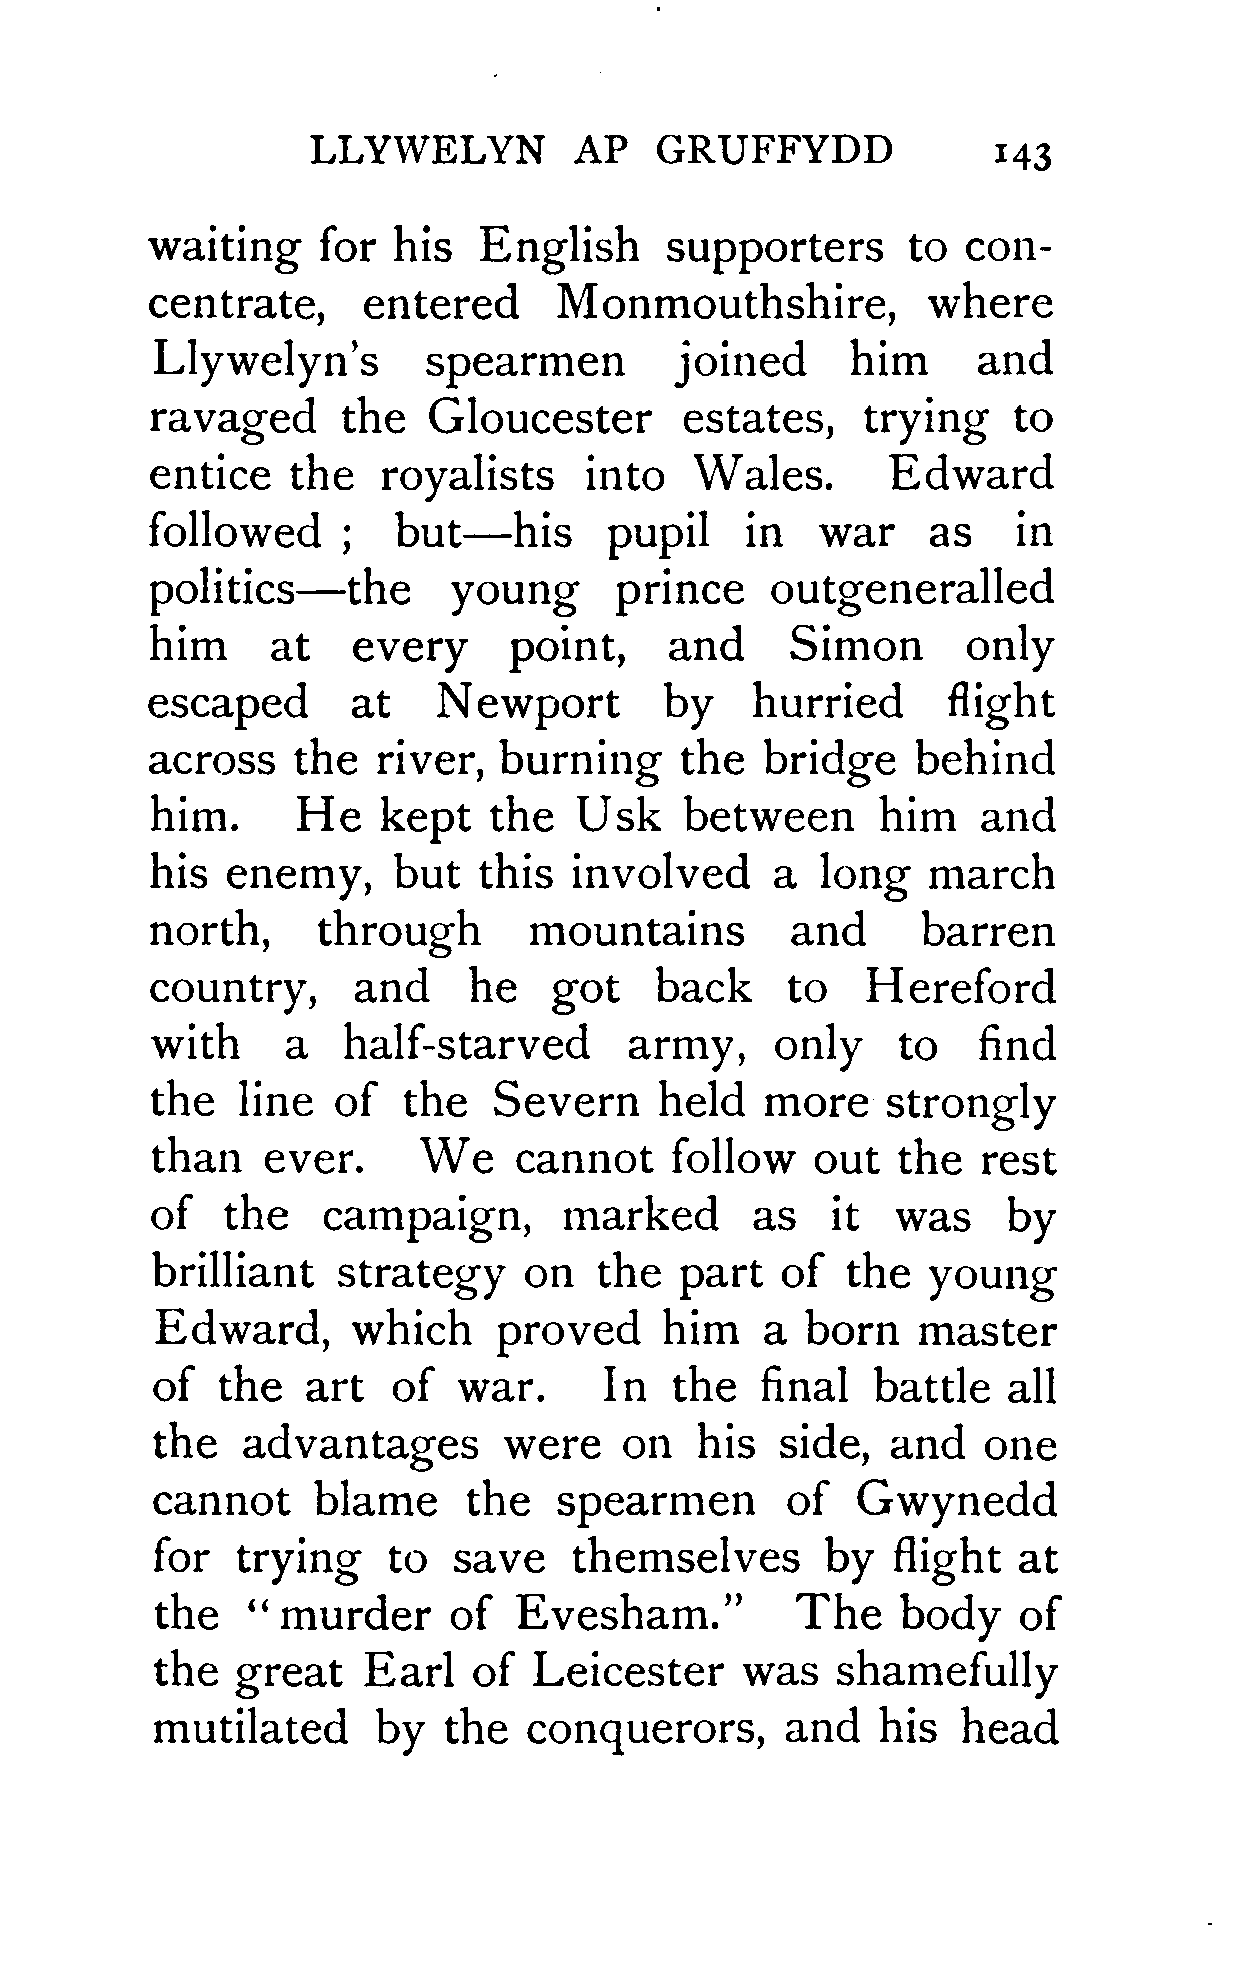 LLYWELYN AP GRUFFYDD 143
waiting for his English supporters to con-
centrate, entered Monmouthshire, where
Llywelyn's spearmen joined him and
ravaged the Gloucester estates, trying to
entice the royalists into Wales. Edward
followed ; but—his pupil in war as in
politics—the young prince outgeneralled
him at every point, and Simon only
escaped at Newport by hurried flight
across the river, burning the bridge behind
him. He kept the Usk between him and
his enemy, but this involved a long march
north, through mountains and barren
country, and he got back to Hereford
with a half-starved army, only to find
the line of the Severn held more strongly
than ever. We cannot follow out the rest
of the campaign, marked as it was by
brilliant strategy on the part of the young
Edward, which proved him a born master
of the art of war. In the final battle all
the advantages were on his side, and one
cannot blame the spearmen of Gwynedd
for trying to save themselves by flight at
the " murder of Evesham." The body of
the great Earl of Leicester was shamefully
mutilated by the conquerors, and his head